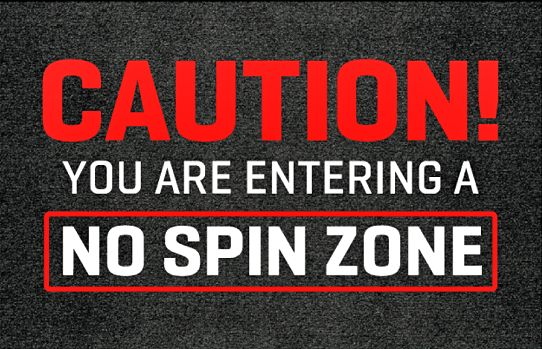 CAUTION!
YOU ARE ENTERING A
NO SPIN ZONE